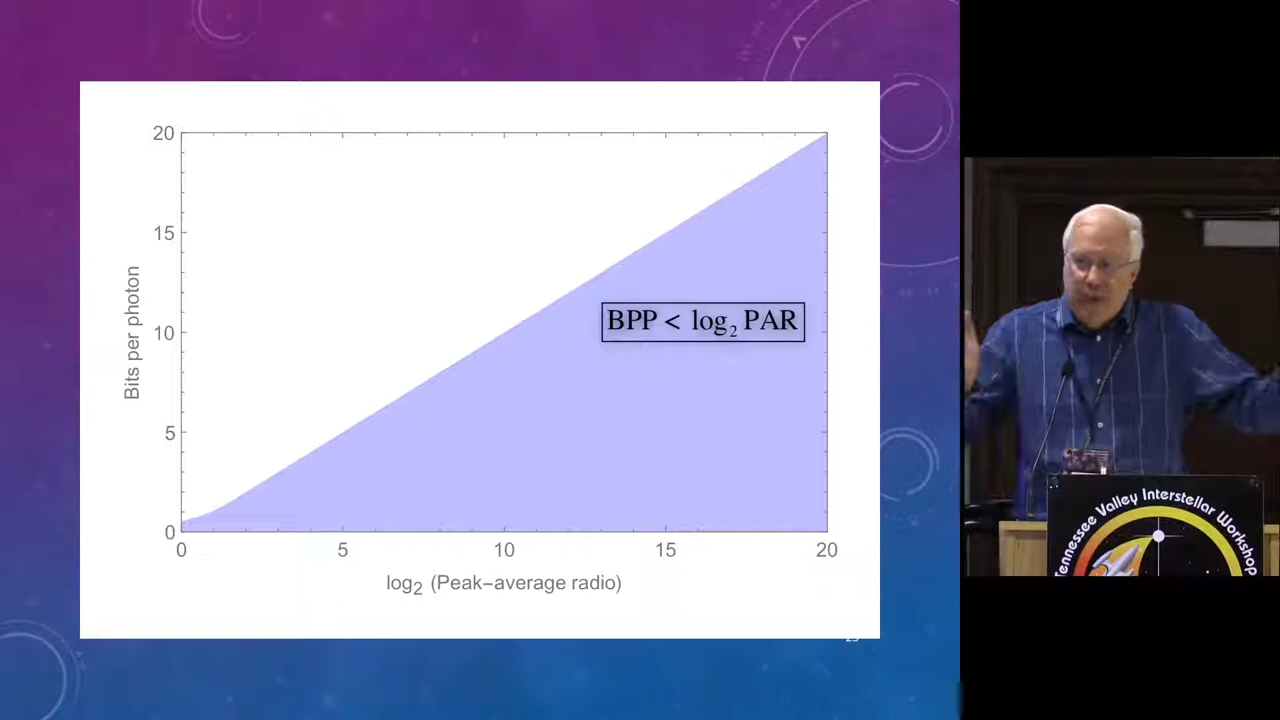 20
15
10
5
0
Bits per photon
BPP < log₂ PAR
0 5 10 15 20
log₂ (Peak–average radio)
Tennessee Valley Interstellar Workshop